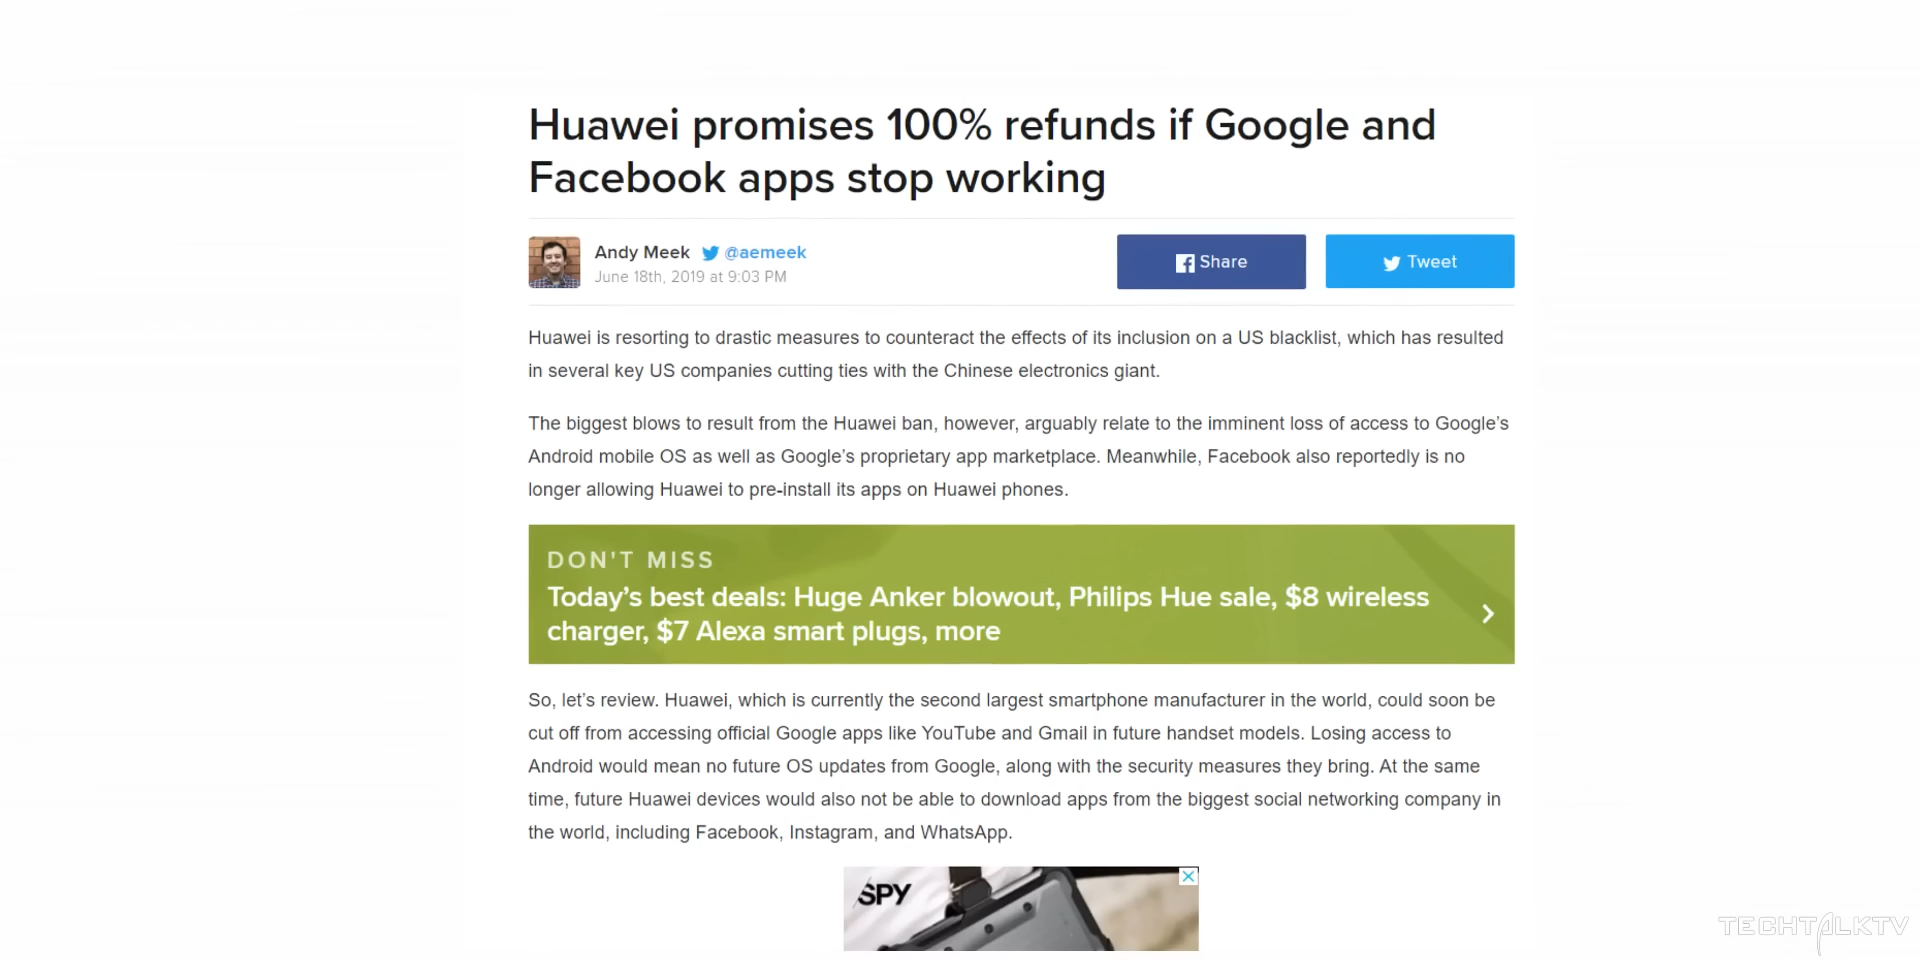 Huawei promises 100% refunds if Google and
Facebook apps stop working
Andy Meek @aemeek
June 18th, 2019 at 9:03 PM
Share
Tweet
Huawei is resorting to drastic measures to counteract the effects of its inclusion on a US blacklist, which has resulted
in several key US companies cutting ties with the Chinese electronics giant.
The biggest blows to result from the Huawei ban, however, arguably relate to the imminent loss of access to Google’s
Android mobile OS as well as Google’s proprietary app marketplace. Meanwhile, Facebook also reportedly is no
longer allowing Huawei to pre-install its apps on Huawei phones.
DON'T MISS
Today’s best deals: Huge Anker blowout, Philips Hue sale, $8 wireless
charger, $7 Alexa smart plugs, more
So, let’s review. Huawei, which is currently the second largest smartphone manufacturer in the world, could soon be
cut off from accessing official Google apps like YouTube and Gmail in future handset models. Losing access to
Android would mean no future OS updates from Google, along with the security measures they bring. At the same
time, future Huawei devices would also not be able to download apps from the biggest social networking company in
the world, including Facebook, Instagram, and WhatsApp.
SPY
TECHTALKTV